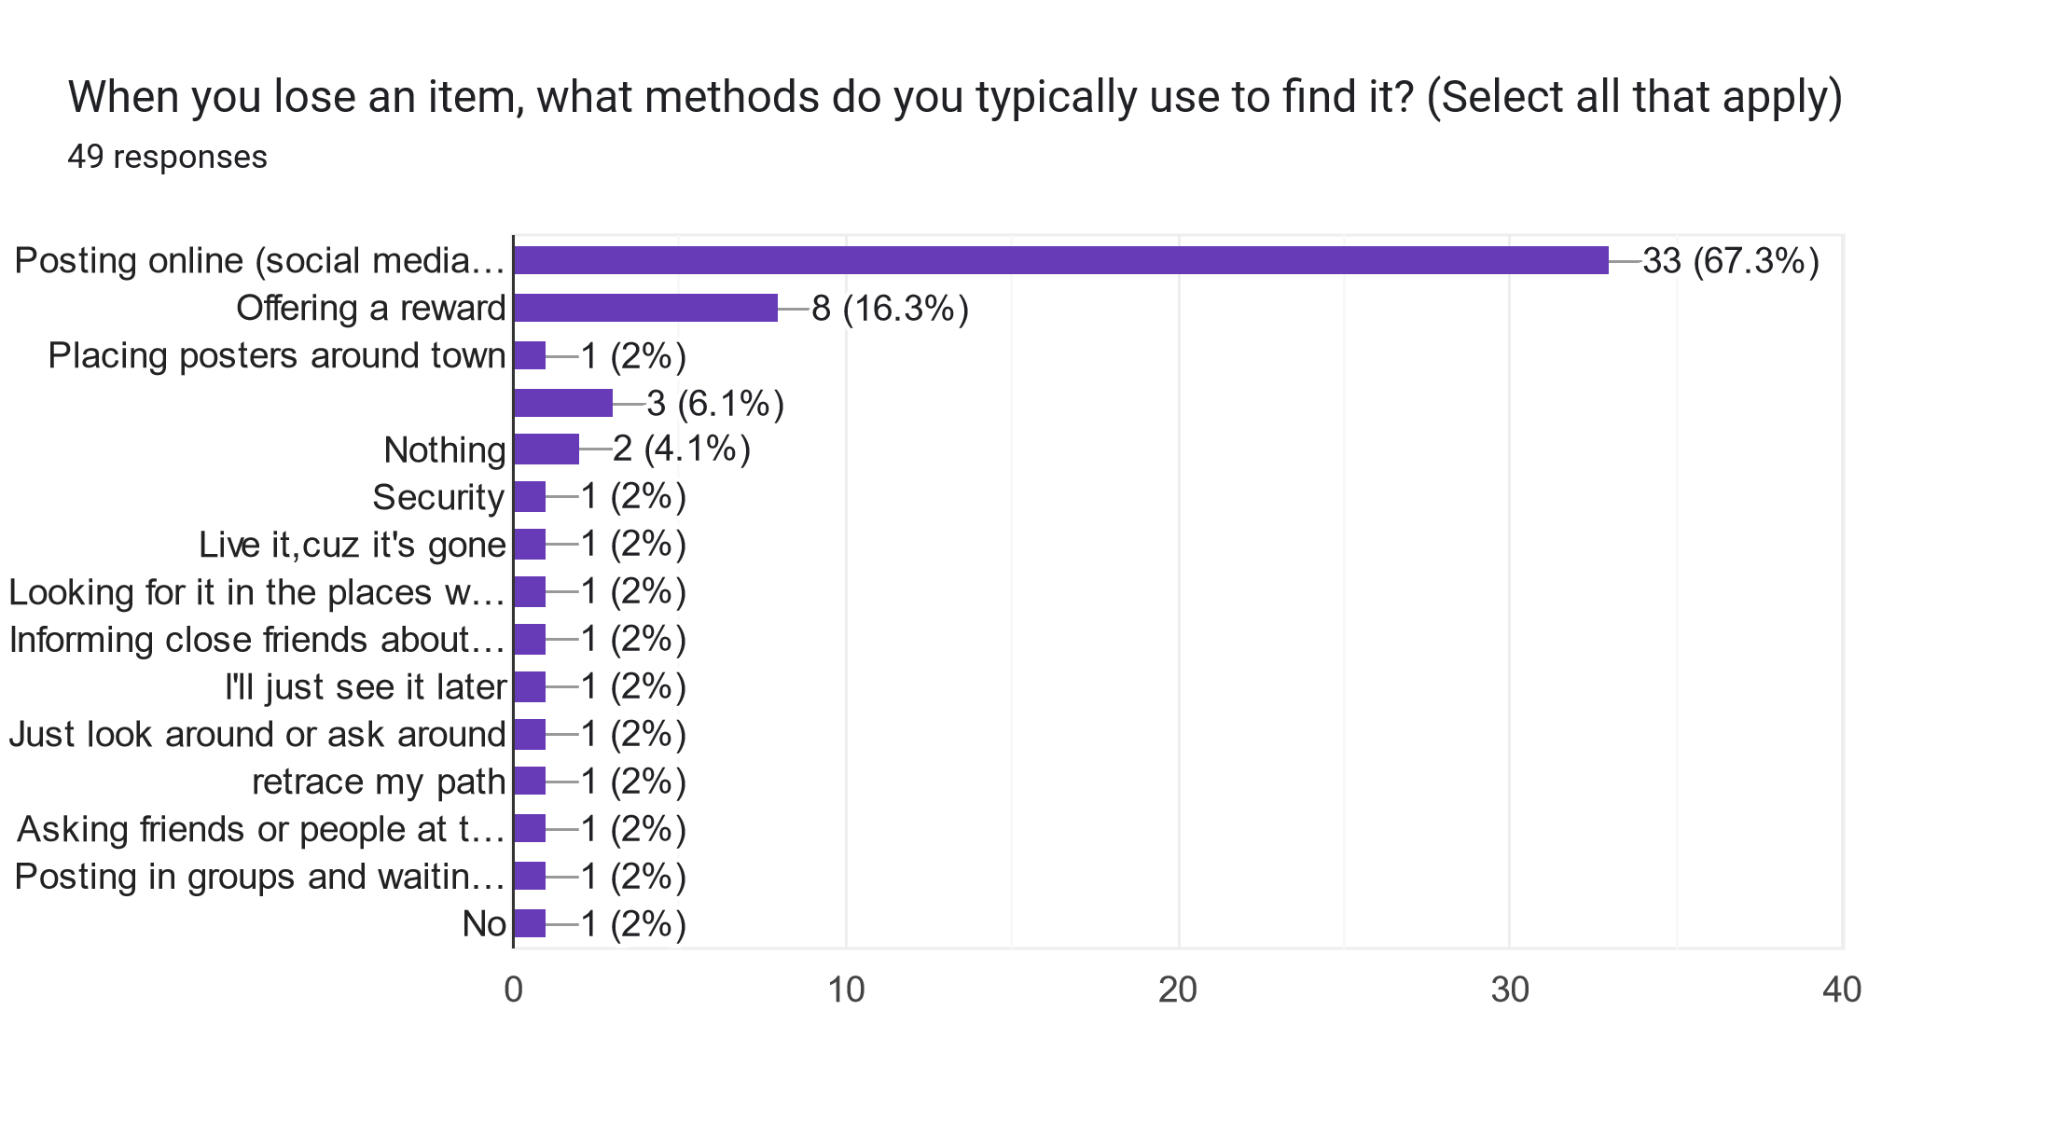 When you lose an item, what methods do you typically use to find it? (Select all that apply)
49 responses
Posting online (social media… 33 (67.3%)
Offering a reward 8 (16.3%)
Placing posters around town 1 (2%)
3 (6.1%)
Nothing 2 (4.1%)
Security 1 (2%)
Live it,cuz it's gone 1 (2%)
Looking for it in the places w… 1 (2%)
Informing close friends about… 1 (2%)
I'll just see it later 1 (2%)
Just look around or ask around 1 (2%)
retrace my path 1 (2%)
Asking friends or people at t… 1 (2%)
Posting in groups and waitin… 1 (2%)
No 1 (2%)
0 10 20 30 40